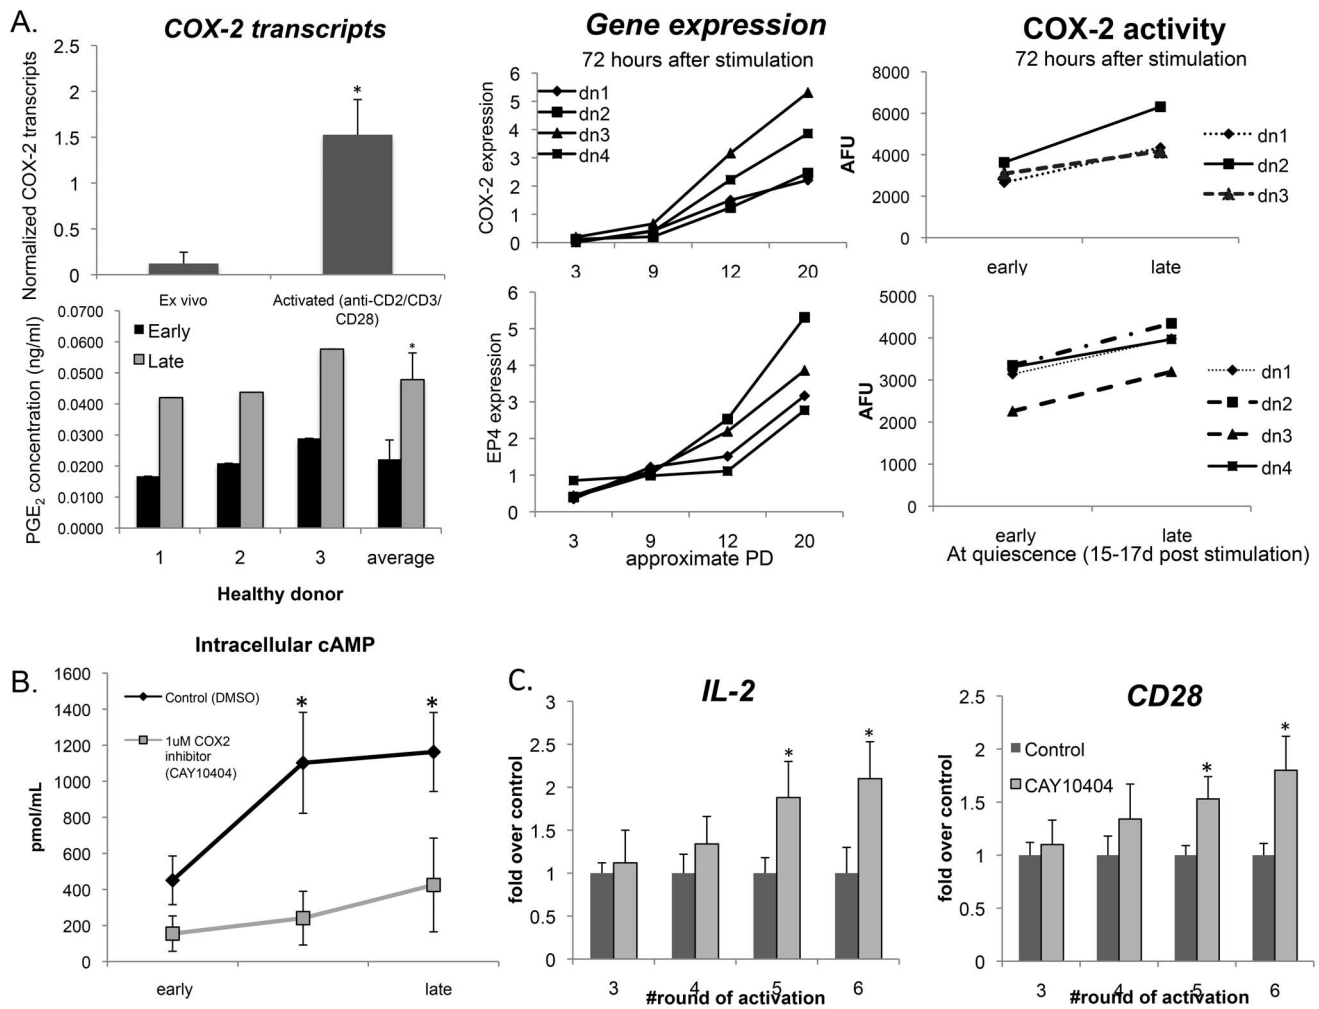 A.
COX-2 transcripts
Normalized COX-2 transcripts
2.5
2
1.5
1
0.5
0
*
Ex vivo
Activated (anti-CD2/CD3/
CD28)
PGE2 concentration (ng/ml)
0.0700
0.0600
0.0500
0.0400
0.0300
0.0200
0.0100
0.0000
Early
Late
*
1 2 3 average
Healthy donor
Gene expression
72 hours after stimulation
COX-2 expression
6
5
4
3
2
1
0
dn1
dn2
dn3
dn4
3 9 12 20
EP4 expression
6
5
4
3
2
1
0
3 9 12 20
approximate PD
COX-2 activity
72 hours after stimulation
AFU
8000
6000
4000
2000
0
dn1
dn2
dn3
early late
AFU
5000
4000
3000
2000
1000
0
dn1
dn2
dn3
dn4
early late
At quiescence (15-17d post stimulation)
B.
Intracellular cAMP
pmol/mL
1600
1400
1200
1000
800
600
400
200
0
Control (DMSO)
1uM COX2
inhibitor
(CAY10404)
* *
early late
C.
IL-2
fold over control
3
2.5
2
1.5
1
0.5
0
* *
3 4 5 6
#round of activation
CD28
fold over control
2.5
2
1.5
1
0.5
0
Control
CAY10404
* *
3 4 5 6
#round of activation